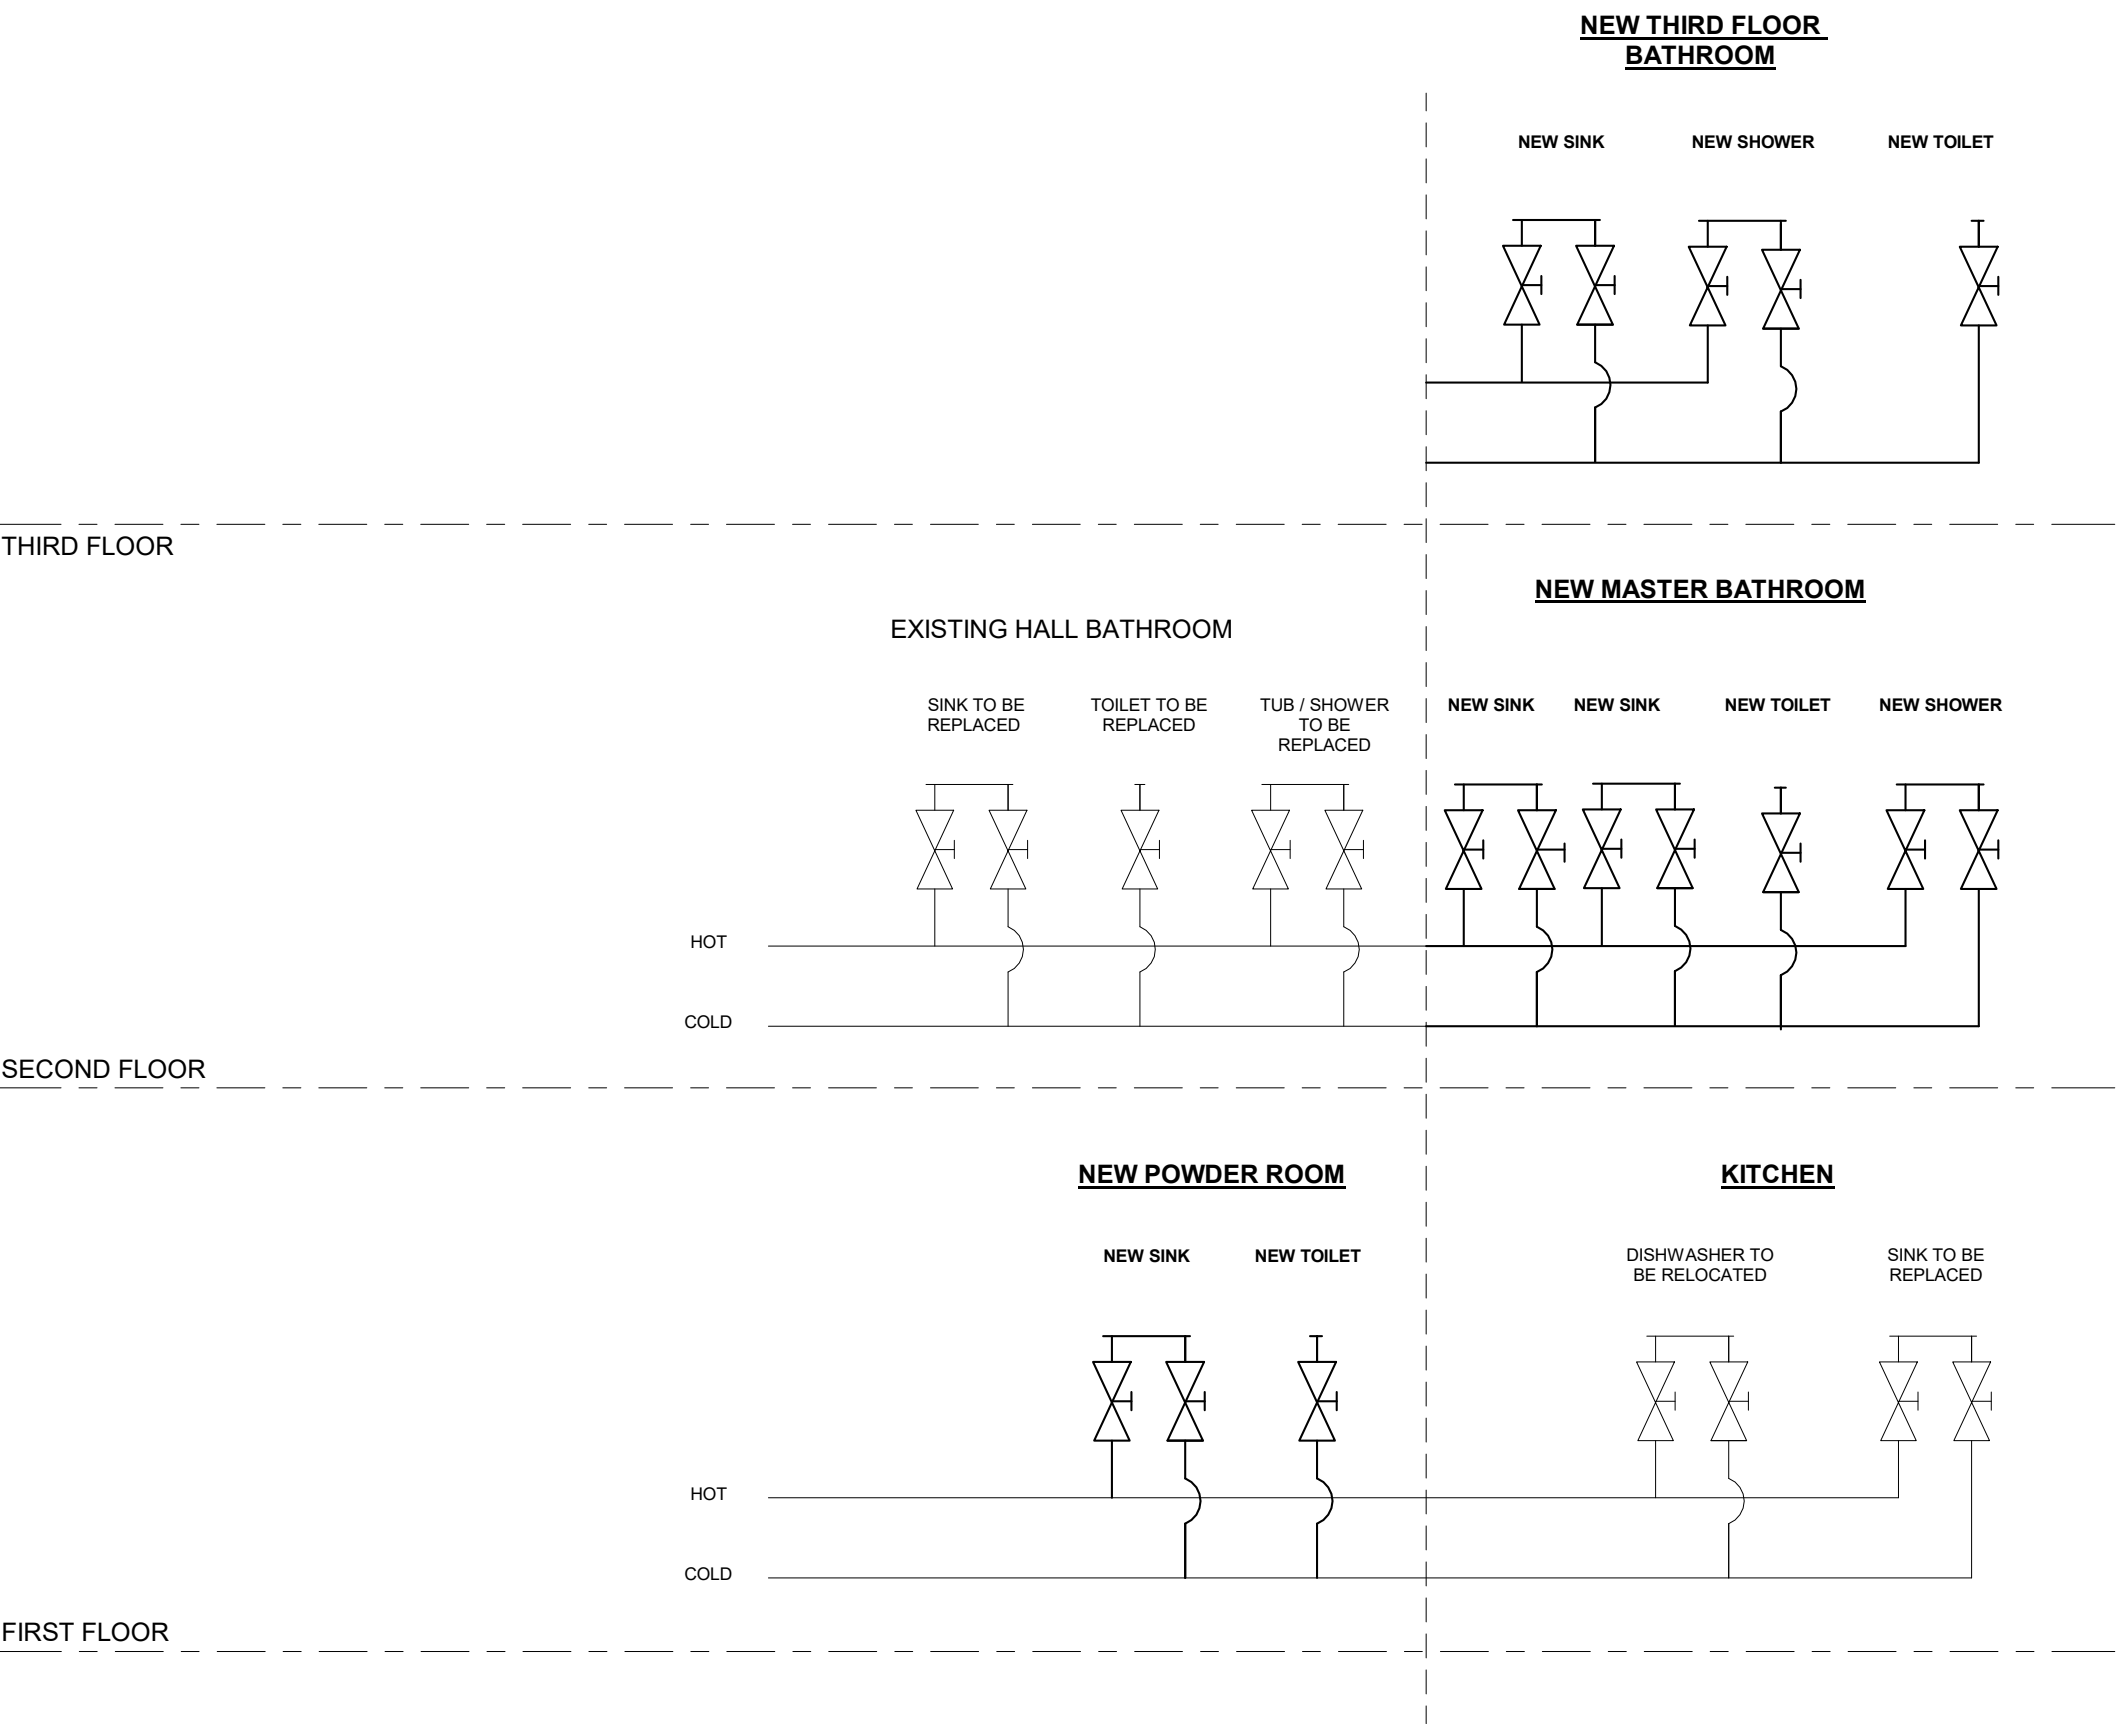 NEW THIRD FLOOR
BATHROOM
NEW SINK
NEW SHOWER
NEW TOILET
THIRD FLOOR
NEW MASTER BATHROOM
EXISTING HALL BATHROOM
SINK TO BE
REPLACED
TOILET TO BE
REPLACED
TUB / SHOWER
TO BE
REPLACED
NEW SINK
NEW SINK
NEW TOILET
NEW SHOWER
HOT
COLD
SECOND FLOOR
NEW POWDER ROOM
KITCHEN
NEW SINK
NEW TOILET
DISHWASHER TO
BE RELOCATED
SINK TO BE
REPLACED
HOT
COLD
FIRST FLOOR